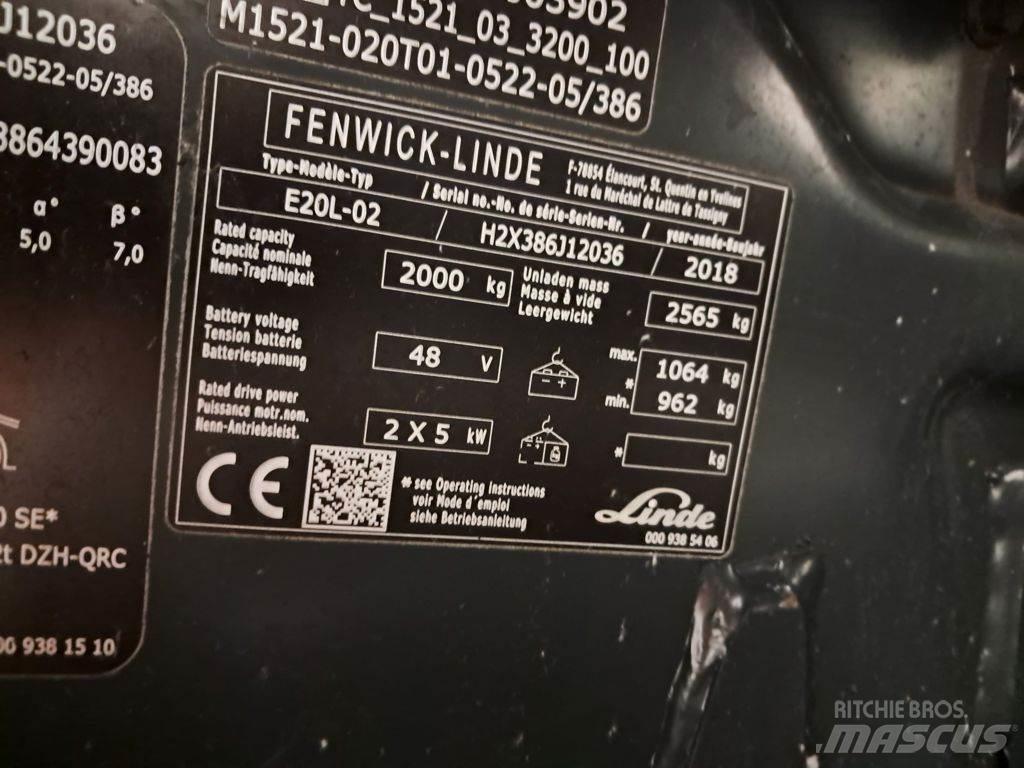 J12036
-0522-05/386
3864390083
α° β°
5,0 7,0
0 SE*
2t DZH-QRC
00 938 15 10
1521_03_3200_100
M1521-020T01-0522-05/386
FENWICK-LINDE
F-78854 Élancourt, St. Quentin en Yvelines
1 rue du Maréchal de Lattre de Tassigny
Type-Modèle-Typ / Serial no.-No. de série-Serien-Nr. / year-année-Baujahr
E20L-02 / H2X386J12036 / 2018
Rated capacity
Capacité nominale
Nenn-Tragfähigkeit
2000 kg
Unladen mass
Masse à vide
Leergewicht
2565 kg
Battery voltage
Tension batterie
Batteriespannung
48 V
max. 1064 kg
*
min. 962 kg
Rated drive power
Puissance motr.nom.
Nenn-Antriebsleist.
2 X 5 kW
* kg
CE
* see Operating instructions
voir Mode d'emploi
siehe Betriebsanleitung
Linde
000 938 54 06
RITCHIE BROS.
MASCUS